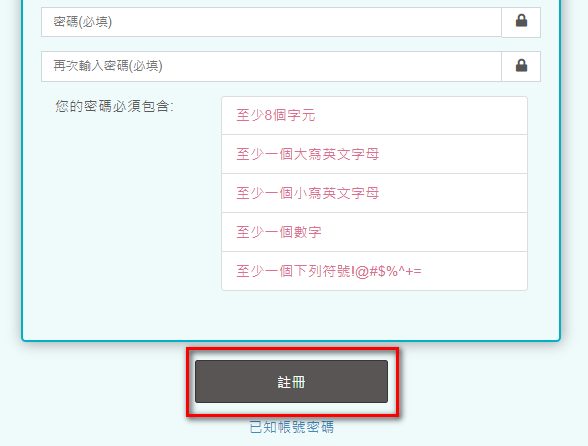 密碼(必填)
再次輸入密碼(必填)
您的密碼必須包含:
至少8個字元
至少一個大寫英文字母
至少一個小寫英文字母
至少一個數字
至少一個下列符號!@#$%^+=
註冊
已知帳號密碼